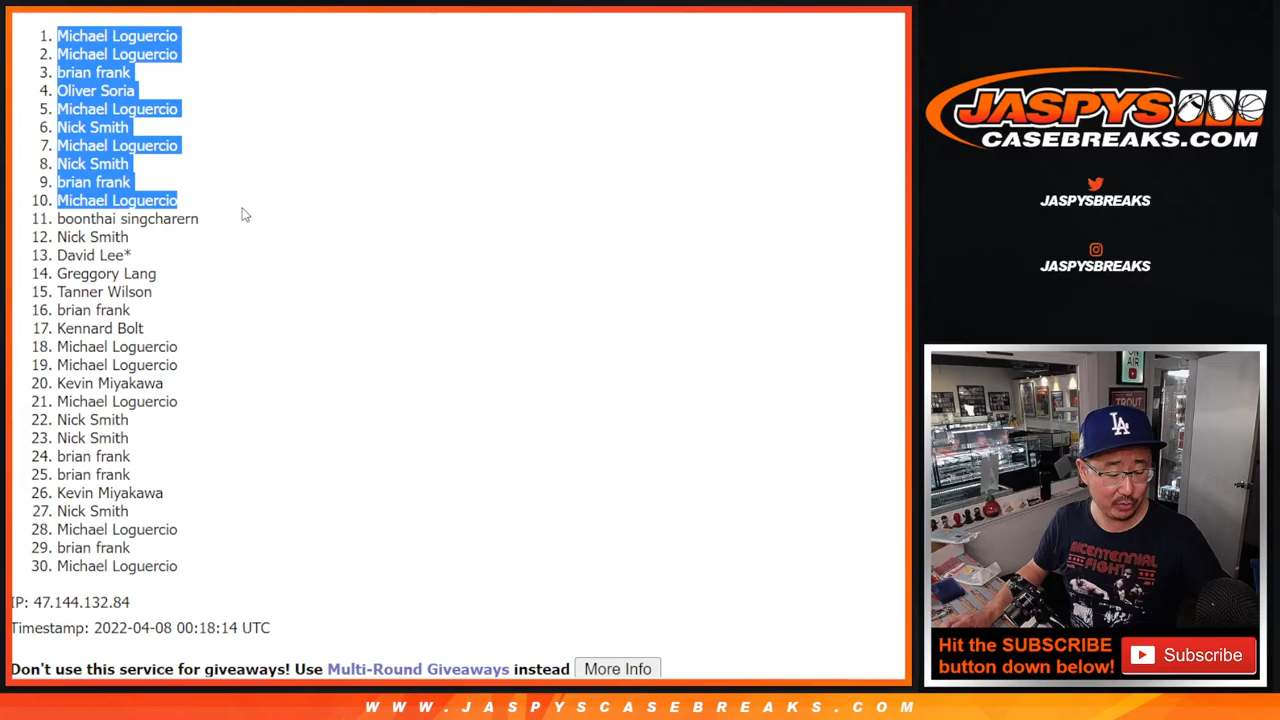 1. Michael Loguercio
2. Michael Loguercio
3. brian frank
4. Oliver Soria
5. Michael Loguercio
6. Nick Smith
7. Michael Loguercio
8. Nick Smith
9. brian frank
10. Michael Loguercio
11. boonthai singcharern
12. Nick Smith
13. David Lee*
14. Greggory Lang
15. Tanner Wilson
16. brian frank
17. Kennard Bolt
18. Michael Loguercio
19. Michael Loguercio
20. Kevin Miyakawa
21. Michael Loguercio
22. Nick Smith
23. Nick Smith
24. brian frank
25. brian frank
26. Kevin Miyakawa
27. Nick Smith
28. Michael Loguercio
29. brian frank
30. Michael Loguercio
IP: 47.144.132.84
Timestamp: 2022-04-08 00:18:14 UTC
Don't use this service for giveaways! Use Multi-Round Giveaways instead More Info
JASPYS
CASEBREAKS.COM
JASPYSBREAKS
JASPYSBREAKS
ON
AIR
TROUT
LA
BICENTENNIAL
FIGHT
Hit the SUBSCRIBE
button down below!
Subscribe
WWW.JASPYSCASEBREAKS.COM